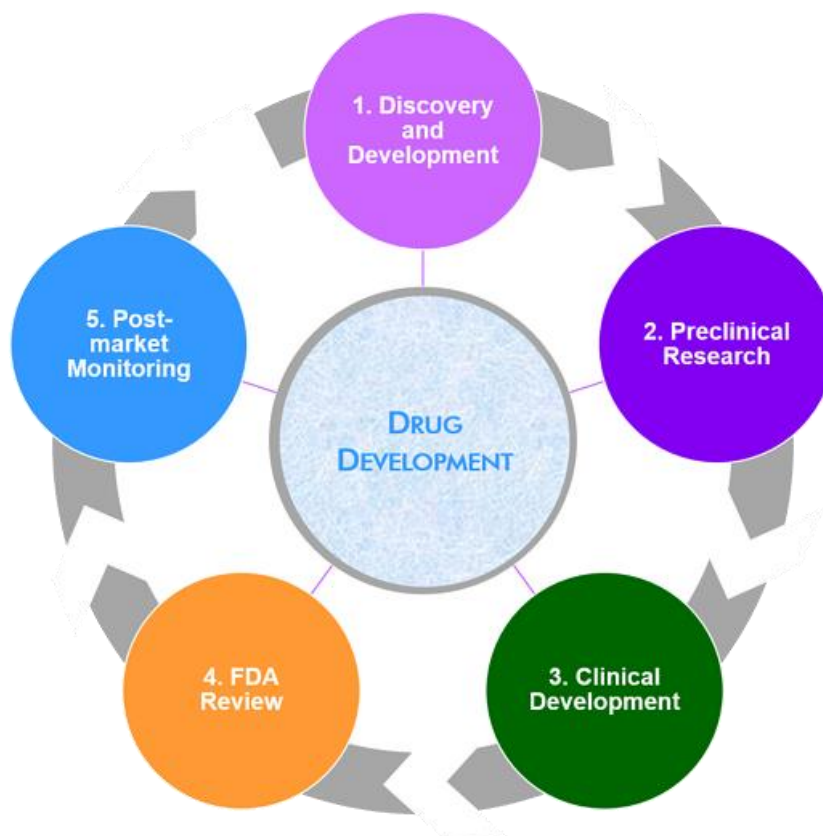 1. Discovery
and
Development
2. Preclinical
Research
3. Clinical
Development
4. FDA
Review
5. Post-
market
Monitoring
DRUG
DEVELOPMENT